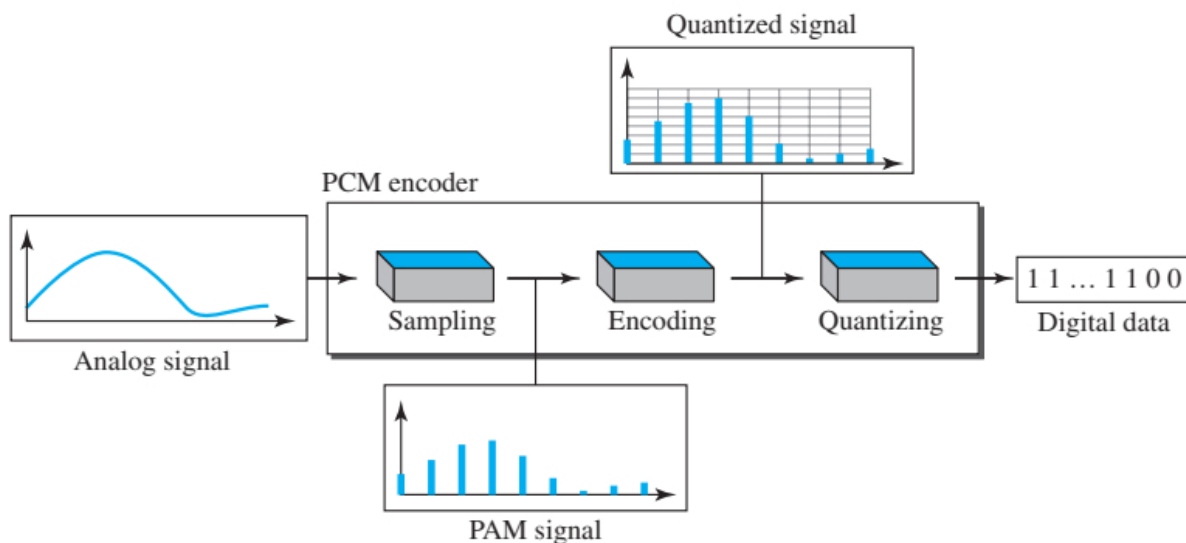 Quantized signal
PCM encoder
Sampling
Encoding
Quantizing
1 1 ... 1 1 0 0
Digital data
Analog signal
PAM signal